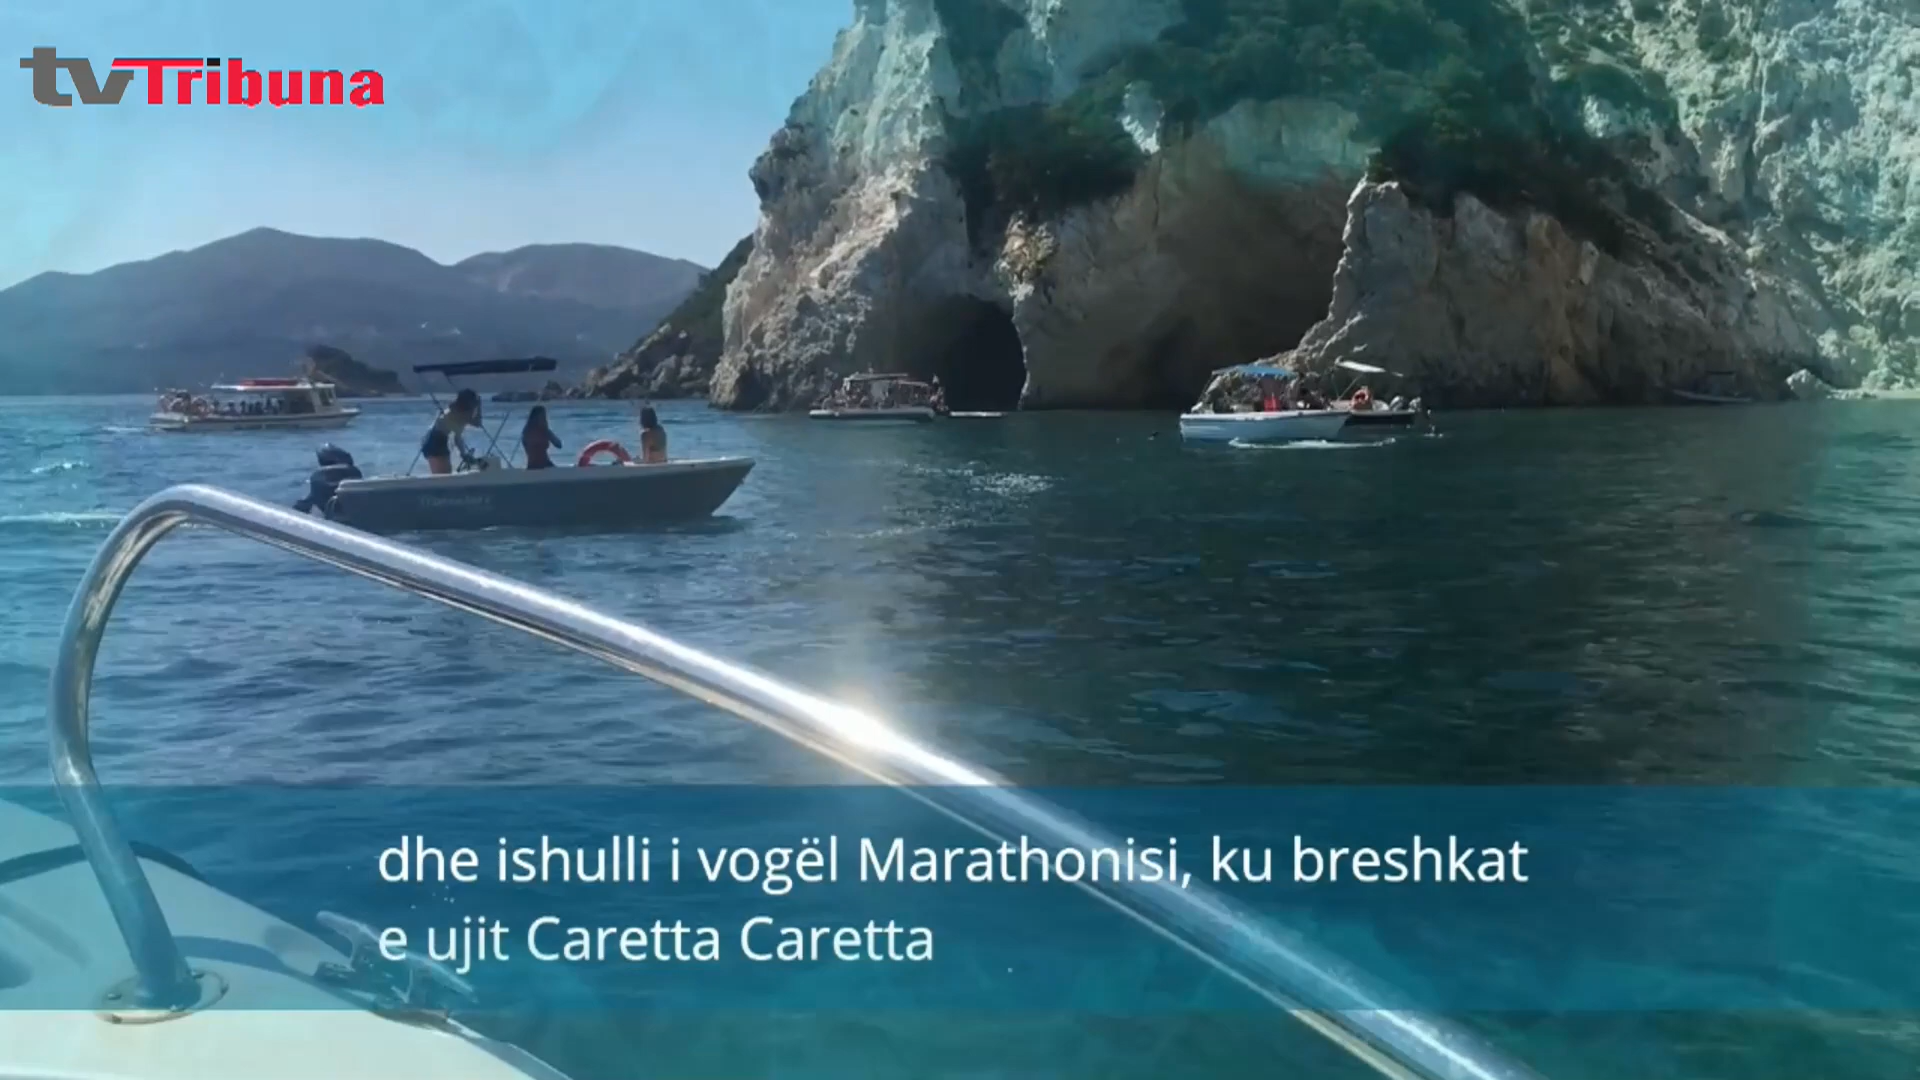 tvTribuna
dhe ishulli i vogël Marathonisi, ku breshkat
e ujit Caretta Caretta